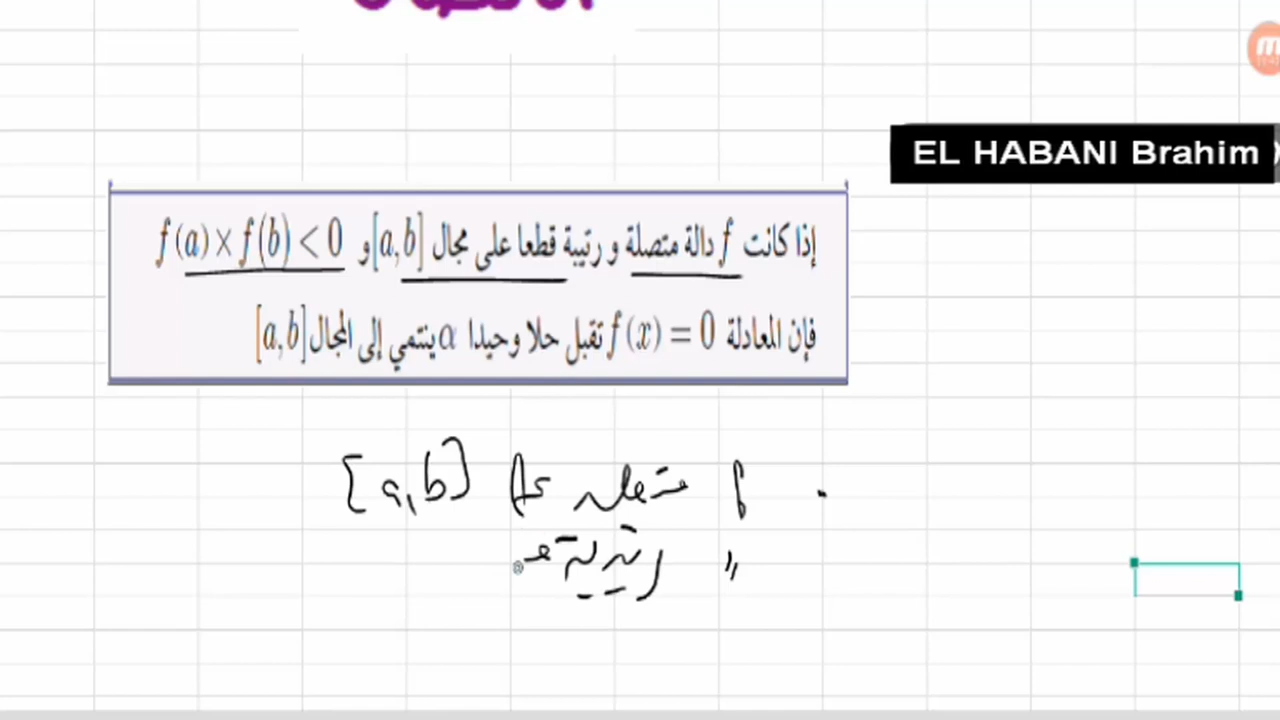 EL HABANI Brahim
إذا كانت f دالة متصلة و رتيبة قطعا على مجال [a,b] و f(a)×f(b)<0
فإن المعادلة f(x)=0 تقبل حلا وحيدا α ينتمي إلى المجال [a,b]
f متصلة على [a,b]
" رتيبة